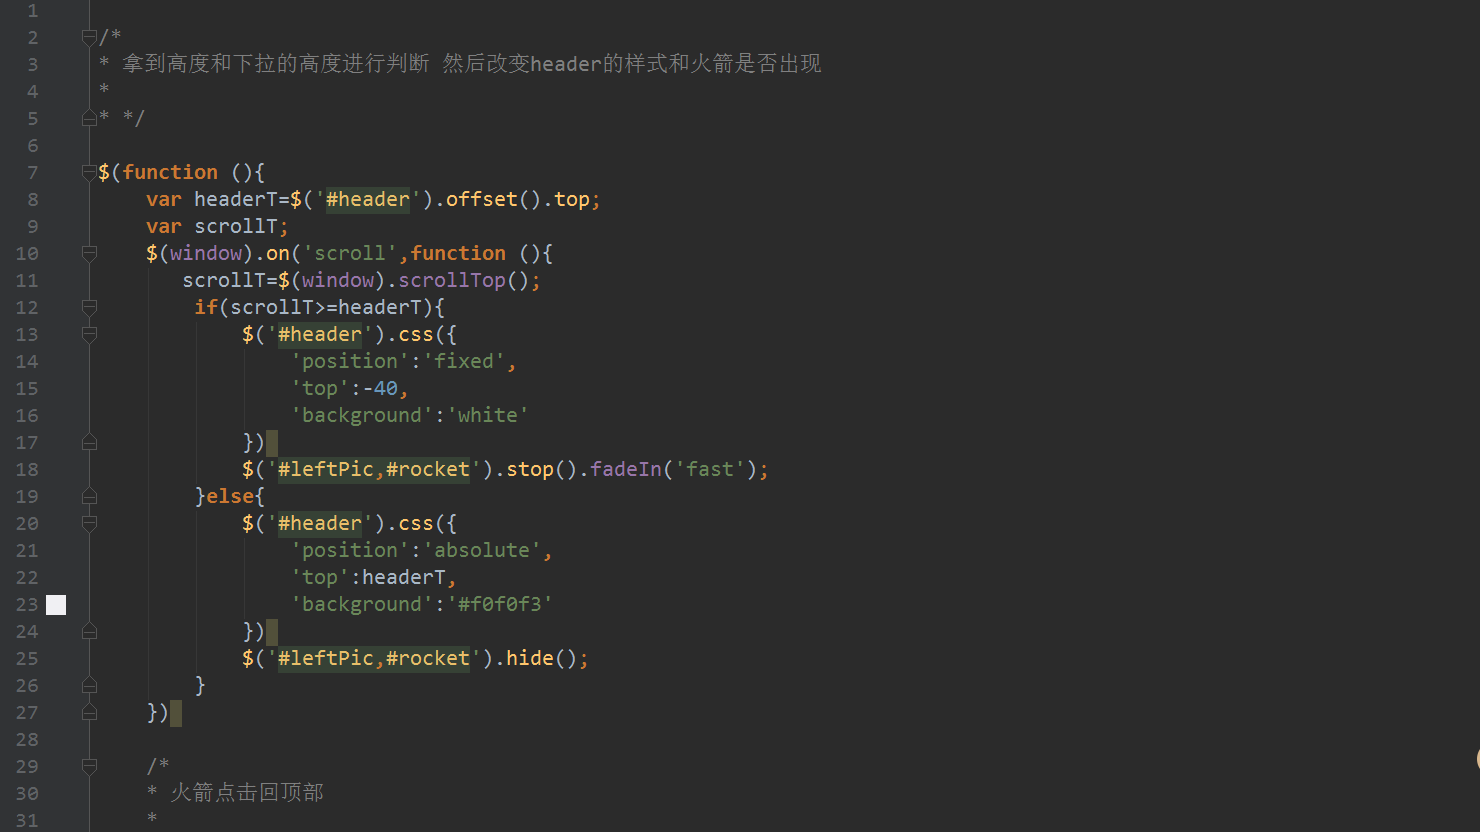 1
2 /*
3 * 拿到高度和下拉的高度进行判断 然后改变header的样式和火箭是否出现
4 *
5 * */
6
7 $(function (){
8     var headerT=$('#header').offset().top;
9     var scrollT;
10     $(window).on('scroll',function (){
11        scrollT=$(window).scrollTop();
12         if(scrollT>=headerT){
13             $('#header').css({
14                 'position':'fixed',
15                 'top':-40,
16                 'background':'white'
17             })
18             $('#leftPic,#rocket').stop().fadeIn('fast');
19         }else{
20             $('#header').css({
21                 'position':'absolute',
22                 'top':headerT,
23                 'background':'#f0f0f3'
24             })
25             $('#leftPic,#rocket').hide();
26         }
27     })
28
29     /*
30     * 火箭点击回顶部
31     *